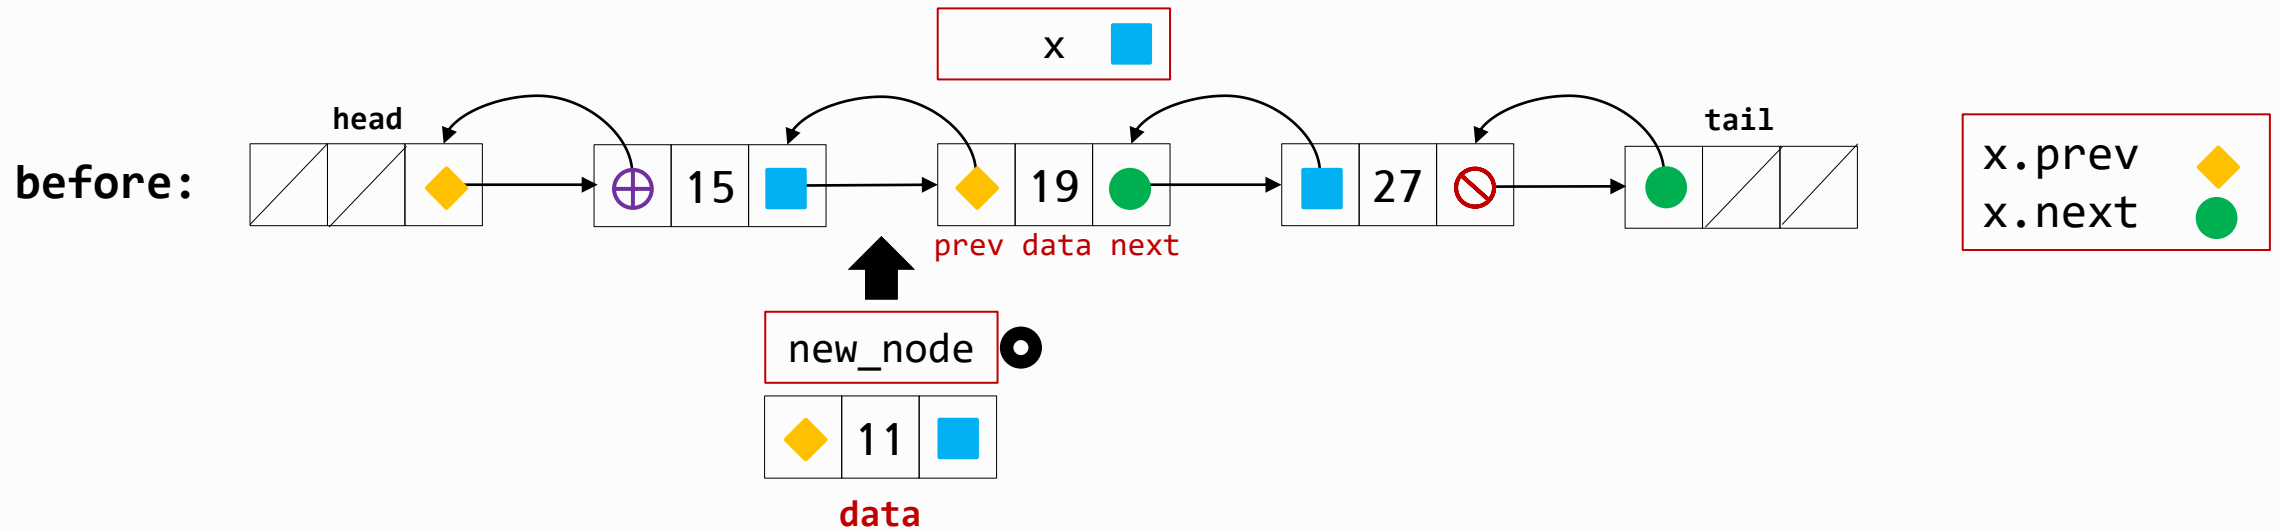 x
head
tail
before:
15
19
27
prev data next
x.prev
x.next
new_node
11
data